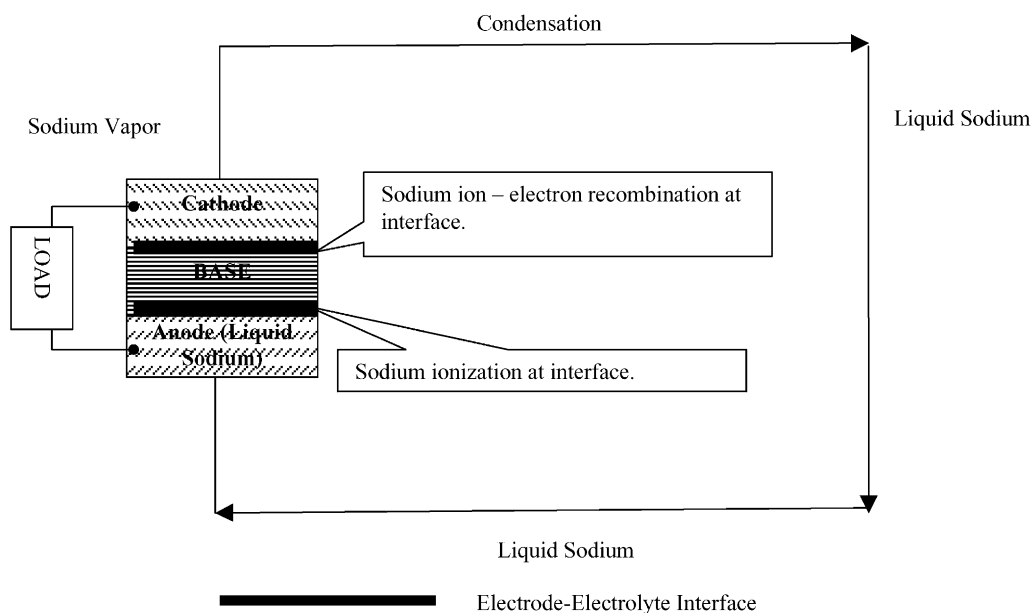 Condensation
Sodium Vapor
Liquid Sodium
Sodium ion – electron recombination at
interface.
Cathode
LOAD
BASE
Anode (Liquid
Sodium)
Sodium ionization at interface.
Liquid Sodium
Electrode-Electrolyte Interface